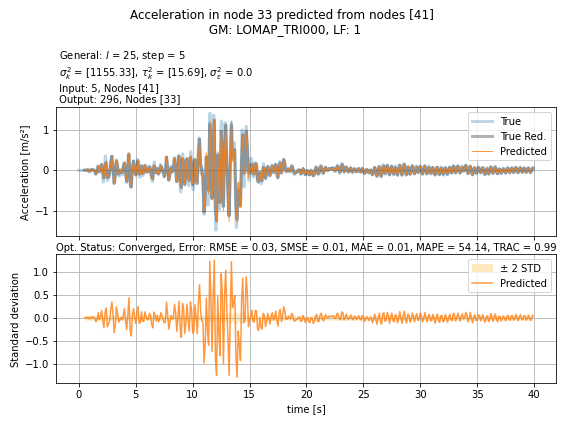 Acceleration in node 33 predicted from nodes [41]
GM: LOMAP_TRI000, LF: 1
General: l = 25, step = 5
σ²ₖ = [1155.33], τ²ₖ = [15.69], σ²ε = 0.0
Input: 5, Nodes [41]
Output: 296, Nodes [33]
Acceleration [m/s²]
1
0
−1
True
True Red.
Predicted
Opt. Status: Converged, Error: RMSE = 0.03, SMSE = 0.01, MAE = 0.01, MAPE = 54.14, TRAC = 0.99
Standard deviation
1.0
0.5
0.0
−0.5
−1.0
± 2 STD
Predicted
0 5 10 15 20 25 30 35 40
time [s]